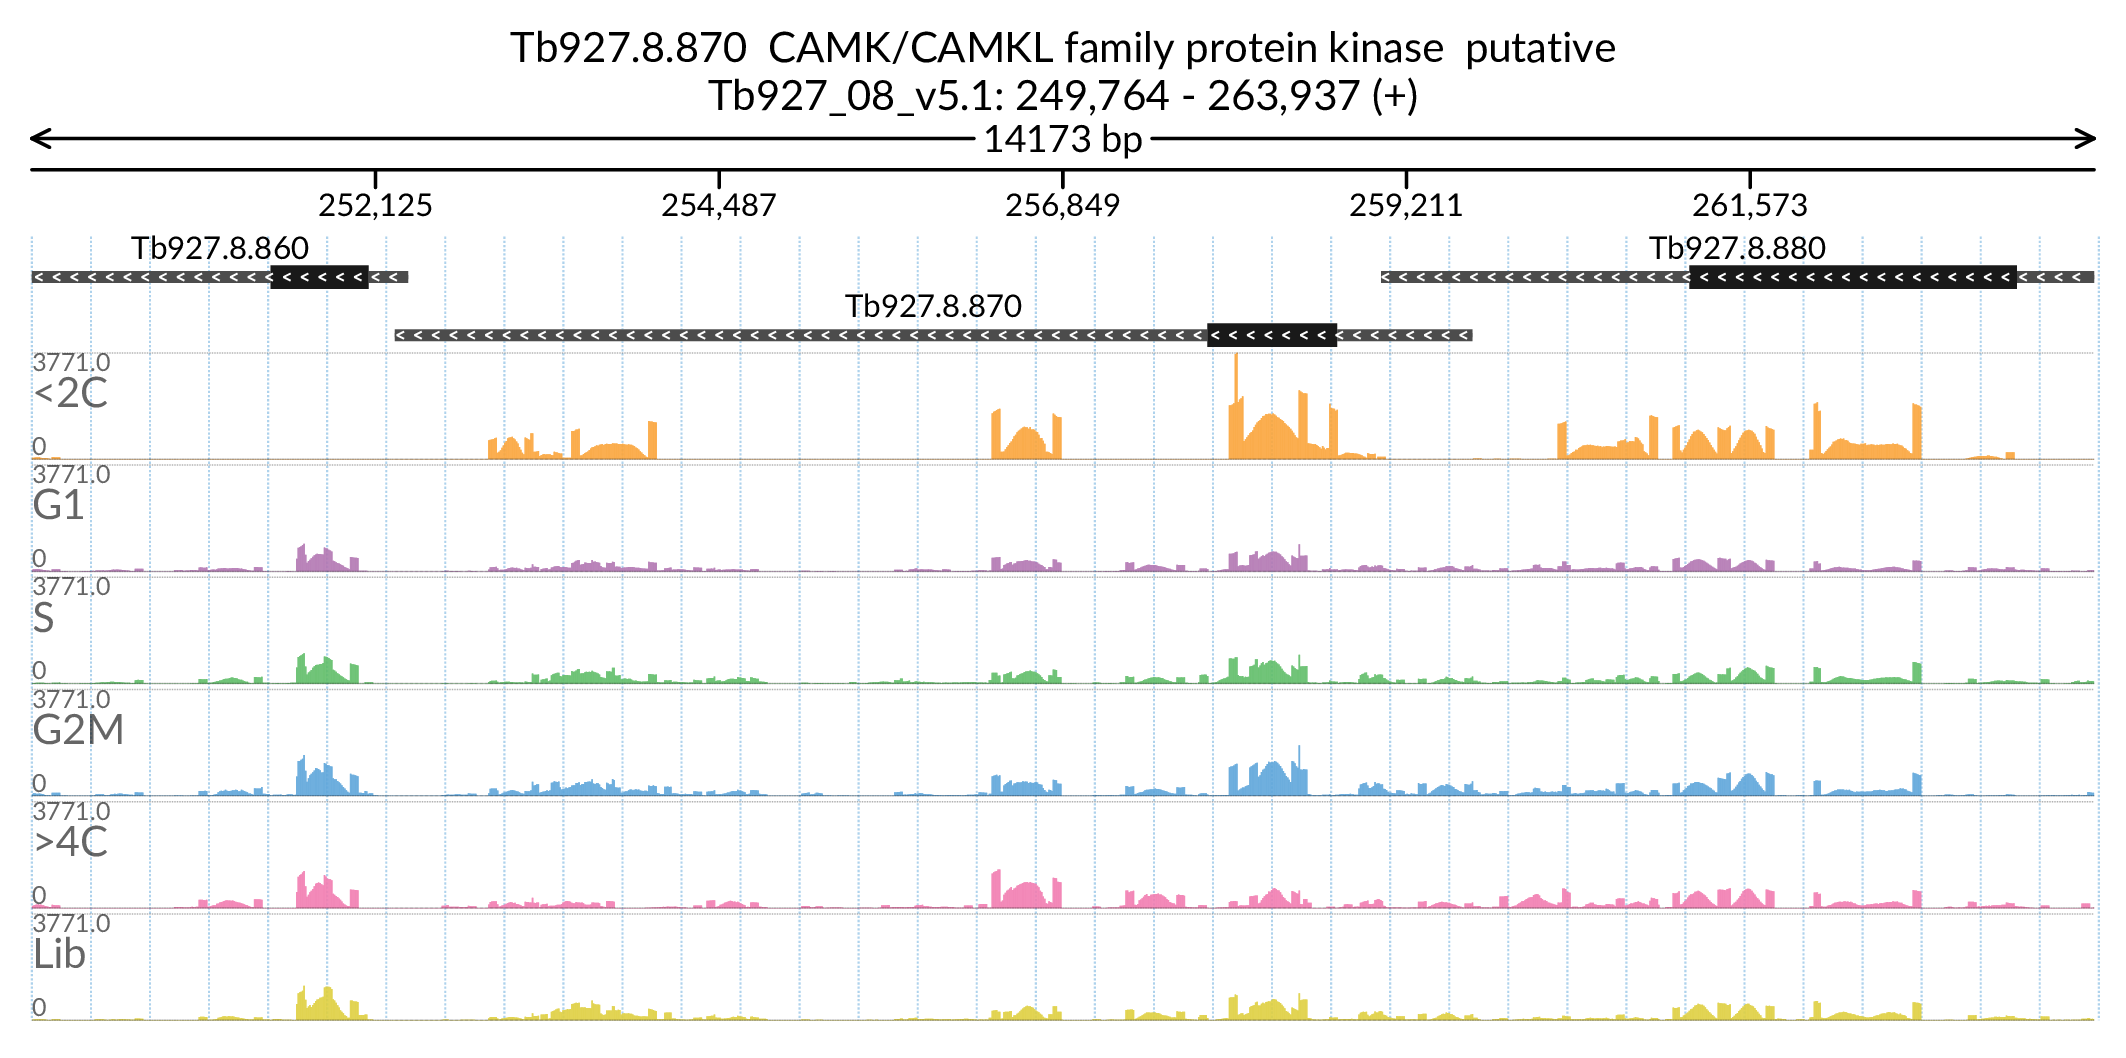 Tb927.8.870  CAMK/CAMKL family protein kinase  putative
Tb927_08_v5.1: 249,764 - 263,937 (+)
14173 bp
252,125 254,487 256,849 259,211 261,573
Tb927.8.860 Tb927.8.880
Tb927.8.870
3771.0
<2C
0
3771.0
G1
0
3771.0
S
0
3771.0
G2M
0
3771.0
>4C
0
3771.0
Lib
0